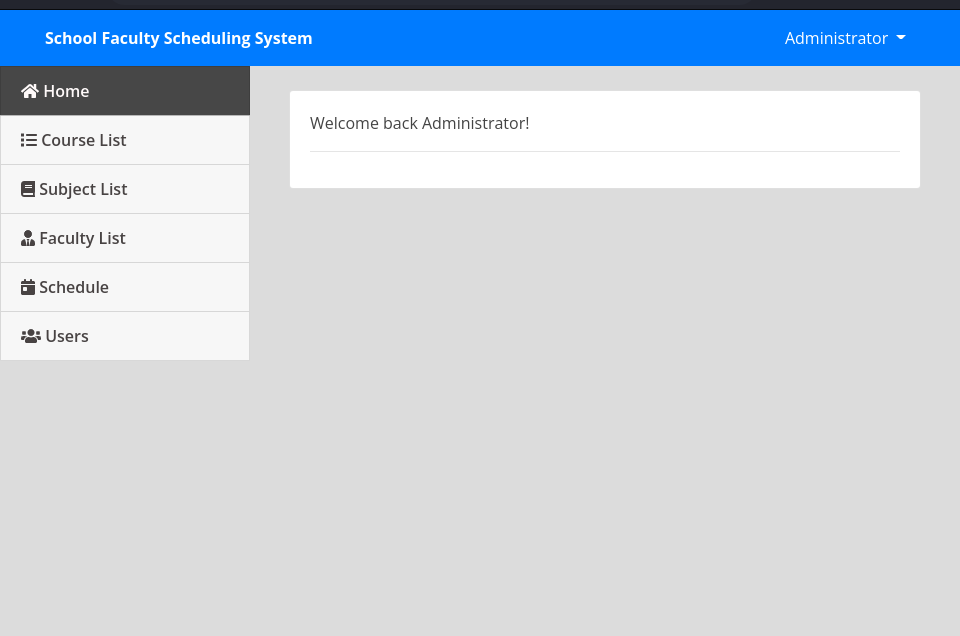 School Faculty Scheduling System
Administrator
Home
Course List
Subject List
Faculty List
Schedule
Users
Welcome back Administrator!